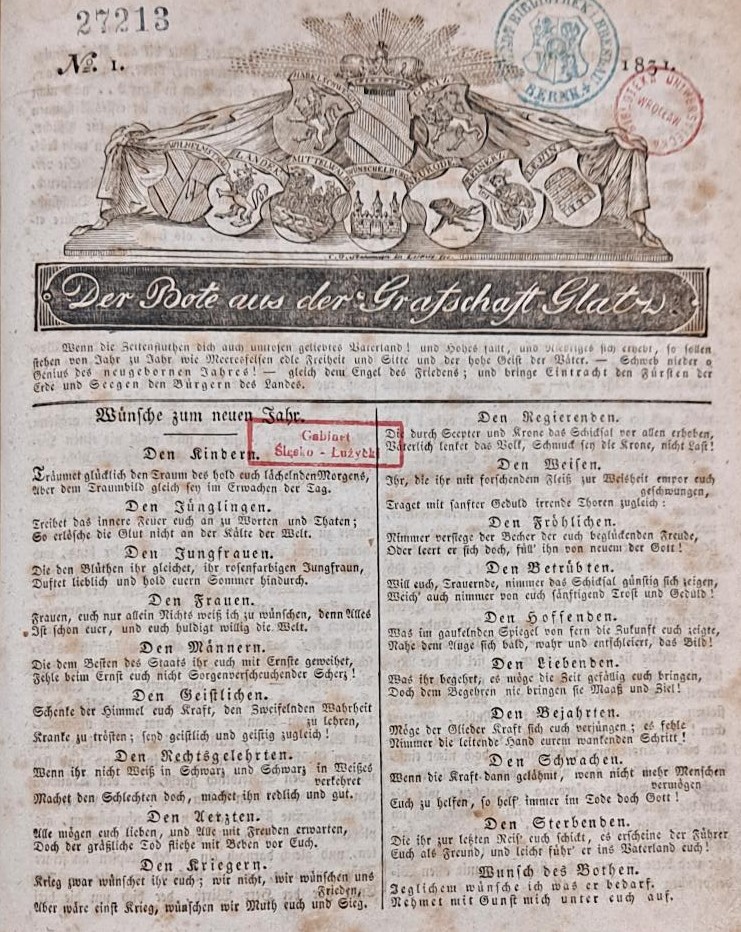 27213
No. 1.
1831.
STADTBIBLIOTHEK BRESLAU
BIBLIOTEKA UNIWERSYTECKA
WROCŁAW
HABELSCHWERDT
GLATZ
WILHELMSTHAL
LANDEK
MITTELWALDE
WÜNSCHELBURG
NEURODE
REINERZ
LEWIN
Der Bote aus der Grafschaft Glatz
Wenn die Zeitenfluthen dich auch umtosen geliebtes Vaterland! und Hohes fällt, und Niedriges sich erhebt, so sollen
stehen von Jahr zu Jahr wie Meeresfelsen edle Freiheit und Sitte und der hohe Geist der Väter. — Schweb nieder o
Genius des neugebornen Jahres! — gleich dem Engel des Friedens; und bringe Eintracht den Fürsten der
Erde und Seegen den Bürgern des Landes.
Wünsche zum neuen Jahr.
Gabinet
Śląsko - Łużycki
Den Kindern.
Träumet glücklich den Traum des hold euch lächelnden Morgens,
Aber dem Traumbild gleich sey im Erwachen der Tag.
Den Jünglingen.
Treibet das innere Feuer euch an zu Worten und Thaten;
So erlösche die Glut nicht an der Kälte der Welt.
Den Jungfrauen.
Die den Blüthen ihr gleichet, ihr rosenfarbigen Jungfraun,
Duftet lieblich und hold euern Sommer hindurch.
Den Frauen.
Frauen, euch nur allein Nichts weiß ich zu wünschen, denn Alles
Ist schon euer, und euch huldigt willig die Welt.
Den Männern.
Die dem Besten des Staats ihr euch mit Ernste geweihet,
Fehle beim Ernst euch nicht Sorgenverscheuchender Scherz!
Den Geistlichen.
Schenke der Himmel euch Kraft, den Zweifelnden Wahrheit
zu lehren,
Kranke zu trösten; seyd geistlich und geistig zugleich!
Den Rechtsgelehrten.
Wenn ihr nicht Weiß in Schwarz und Schwarz in Weißes
verkehret
Machet den Schlechten doch, machet ihn redlich und gut.
Den Aerzten.
Alle mögen euch lieben, und Alle mit Freuden erwarten,
Doch der gräßliche Tod fliehe mit Beben vor Euch.
Den Kriegern.
Krieg zwar wünschet ihr euch; wir nicht, wir wünschen uns
Frieden,
Aber wäre einst Krieg, wünschen wir Muth euch und Sieg.
Den Regierenden.
Die durch Scepter und Krone das Schicksal vor allen erhoben,
Väterlich lenket das Volk, Schmuck sey die Krone, nicht Last!
Den Weisen.
Ihr, die ihr mit forschendem Fleiß zur Weisheit empor euch
geschwungen,
Traget mit sanfter Geduld irrende Thoren zugleich!
Den Fröhlichen.
Nimmer versiege der Becher der euch beglückenden Freude,
Oder leert er sich doch, füll' ihn von neuem der Gott!
Den Betrübten.
Will euch, Trauernde, nimmer das Schicksal günstig sich zeigen,
Weich' auch nimmer von euch sänftigend Trost und Geduld!
Den Hoffenden.
Was im gaukelnden Spiegel von fern die Zukunft euch zeigte,
Nahe dem Auge sich bald, wahr und entschleiert, das Bild!
Den Liebenden.
Was ihr begehrt, es möge die Zeit gefällig euch bringen,
Doch dem Begehren nie bringen sie Maaß und Ziel!
Den Bejahrten.
Möge der Glieder Kraft sich euch verjüngen; es fehle
Nimmer die leitende Hand eurem wankenden Schritt!
Den Schwachen.
Wenn die Kraft dann gelähmt, wenn nicht mehr Menschen
vermögen
Euch zu helfen, so helf' immer im Tode doch Gott!
Den Sterbenden.
Die ihr zur letzten Reis' euch schickt, es erscheine der Führer
Euch als Freund, und leicht führ' er ins Vaterland euch!
Wunsch des Bothen.
Jeglichem wünsche ich was er bedarf.
Nehmet mit Gunst mich unter euch auf.